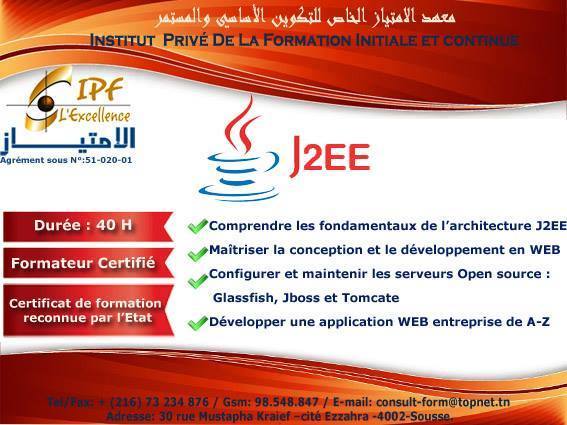 معهد الامتياز الخاص للتكوين الأساسي والمستمر
INSTITUT PRIVÉ DE LA FORMATION INITIALE ET CONTINUE
IPF
L'Excellence
الامتياز
Agrément sous N°:51-020-01
J2EE
Durée : 40 H
Formateur Certifié
Certificat de formation
reconnue par l'Etat
Comprendre les fondamentaux de l'architecture J2EE
Maîtriser la conception et le développement en WEB
Configurer et maintenir les serveurs Open source :
Glassfish, Jboss et Tomcate
Développer une application WEB entreprise de A-Z
Tel/Fax: + (216) 73 234 876 / Gsm: 98.548.847 / E-mail: consult-form@topnet.tn
Adresse: 30 rue Mustapha Kraief –cité Ezzahra -4002-Sousse.